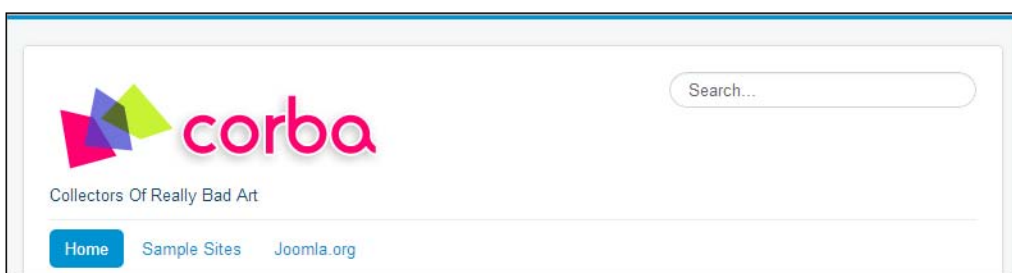 corba
Search...
Collectors Of Really Bad Art
Home Sample Sites Joomla.org